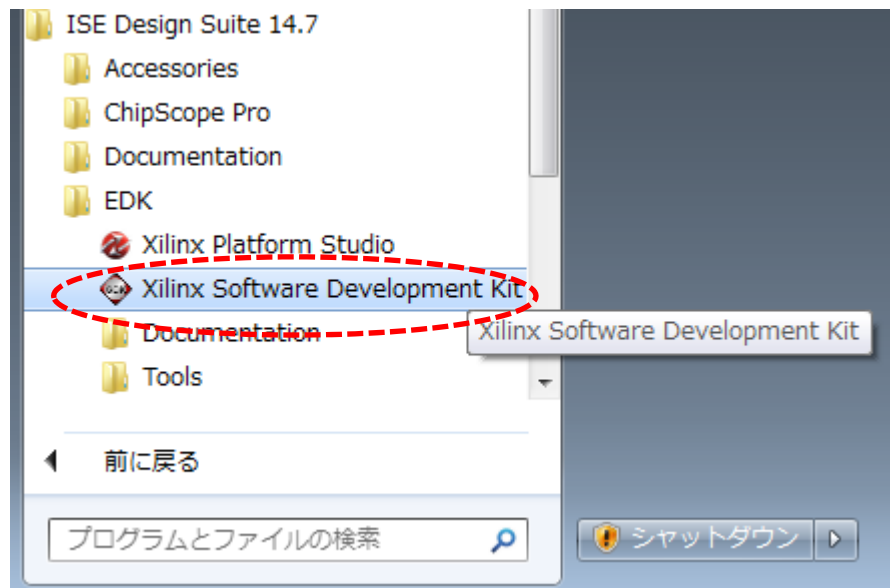 ISE Design Suite 14.7
Accessories
ChipScope Pro
Documentation
EDK
Xilinx Platform Studio
Xilinx Software Development Kit
Documentation
Xilinx Software Development Kit
Tools
前に戻る
プログラムとファイルの検索
シャットダウン